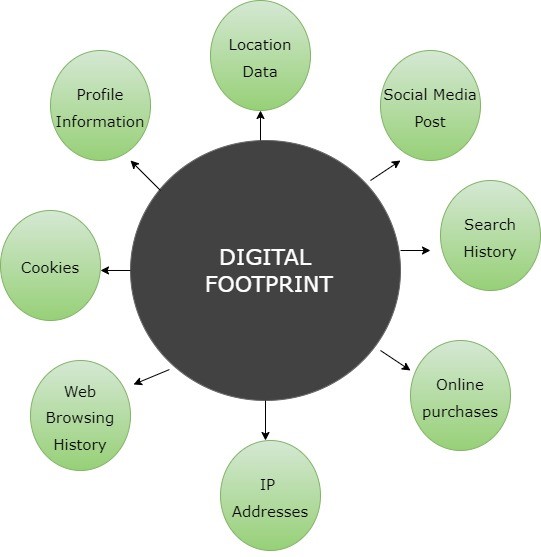 Location
Data
Profile
Information
Social Media
Post
Search
History
Cookies
DIGITAL
FOOTPRINT
Online
purchases
Web
Browsing
History
IP
Addresses